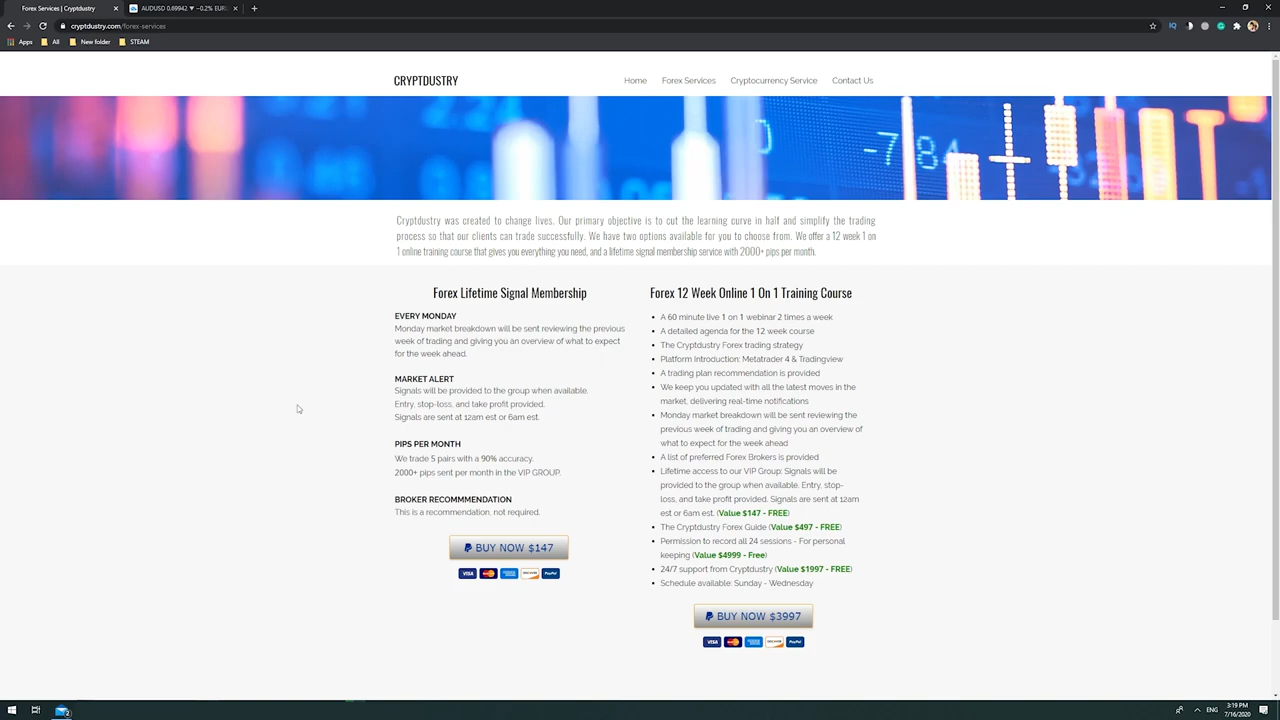 Forex Services | Cryptdustry
AUDUSD 0.69942 ▼ −0.2% EUR
cryptdustry.com/forex-services
Apps
All
New folder
STEAM
CRYPTDUSTRY
Home
Forex Services
Cryptocurrency Service
Contact Us
-7.84
Cryptdustry was created to change lives. Our primary objective is to cut the learning curve in half and simplify the trading
process so that our clients can trade successfully. We have two options available for you to choose from. We offer a 12 week 1 on
1 online training course that gives you everything you need, and a lifetime signal membership service with 2000+ pips per month.
Forex Lifetime Signal Membership
EVERY MONDAY
Monday market breakdown will be sent reviewing the previous
week of trading and giving you an overview of what to expect
for the week ahead.
MARKET ALERT
Signals will be provided to the group when available.
Entry, stop-loss, and take profit provided.
Signals are sent at 12am est or 6am est.
PIPS PER MONTH
We trade 5 pairs with a 90% accuracy.
2000+ pips sent per month in the VIP GROUP.
BROKER RECOMMMENDATION
This is a recommendation, not required.
BUY NOW $147
VISA
DISCOVER
PayPal
Forex 12 Week Online 1 On 1 Training Course
• A 60 minute live 1 on 1 webinar 2 times a week
• A detailed agenda for the 12 week course
• The Cryptdustry Forex trading strategy
• Platform Introduction: Metatrader 4 & Tradingview
• A trading plan recommendation is provided
• We keep you updated with all the latest moves in the
market, delivering real-time notifications
• Monday market breakdown will be sent reviewing the
previous week of trading and giving you an overview of
what to expect for the week ahead
• A list of preferred Forex Brokers is provided
• Lifetime access to our VIP Group: Signals will be
provided to the group when available. Entry, stop-
loss, and take profit provided. Signals are sent at 12am
est or 6am est. (Value $147 - FREE)
• The Cryptdustry Forex Guide (Value $497 - FREE)
• Permission to record all 24 sessions - For personal
keeping (Value $4999 - Free)
• 24/7 support from Cryptdustry (Value $1997 - FREE)
• Schedule available: Sunday - Wednesday
BUY NOW $3997
VISA
DISCOVER
PayPal
ENG
3:19 PM
7/16/2020